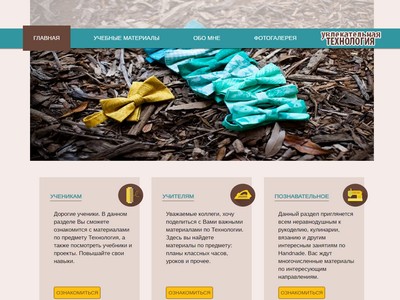 ГЛАВНАЯ УЧЕБНЫЕ МАТЕРИАЛЫ ОБО МНЕ ФОТОГАЛЕРЕЯ
увлекательная
ТЕХНОЛОГИЯ
УЧЕНИКАМ
Дорогие ученики. В данном
разделе Вы сможете
ознакомится с материалами
по предмету Технология, а
также посмотреть учебники и
проекты. Повышайте свои
навыки.
ОЗНАКОМИТЬСЯ
УЧИТЕЛЯМ
Уважаемые коллеги, хочу
поделиться с Вами важными
материалами по Технологии.
Здесь вы найдете
материалы по предмету:
планы классных часов,
уроков и прочее.
ОЗНАКОМИТЬСЯ
ПОЗНАВАТЕЛЬНОЕ
Данный раздел приглянется
всем неравнодушным к
рукоделию, кулинарии,
вязанию и другим
интересным занятиям по
Handmade. Вас ждут
многочисленные материалы
по интересующим
направлениям.
ОЗНАКОМИТЬСЯ